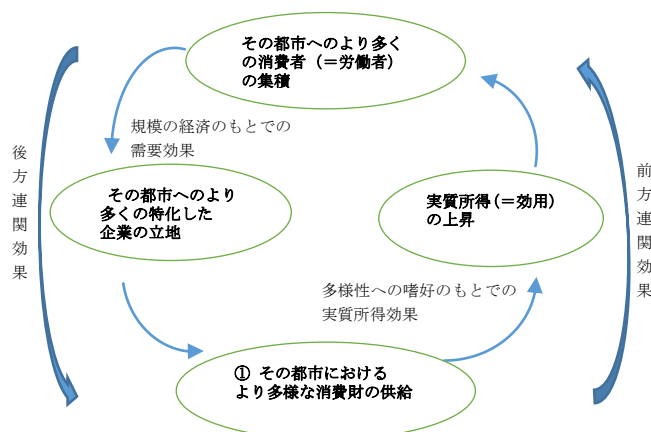 その都市へのより多く
の消費者（＝労働者）
の集積
規模の経済のもとでの
需要効果
後方連関効果
その都市へのより
多くの特化した
企業の立地
実質所得（＝効用）
の上昇
前方連関効果
多様性への嗜好のもとでの
実質所得効果
① その都市における
より多様な消費財の供給